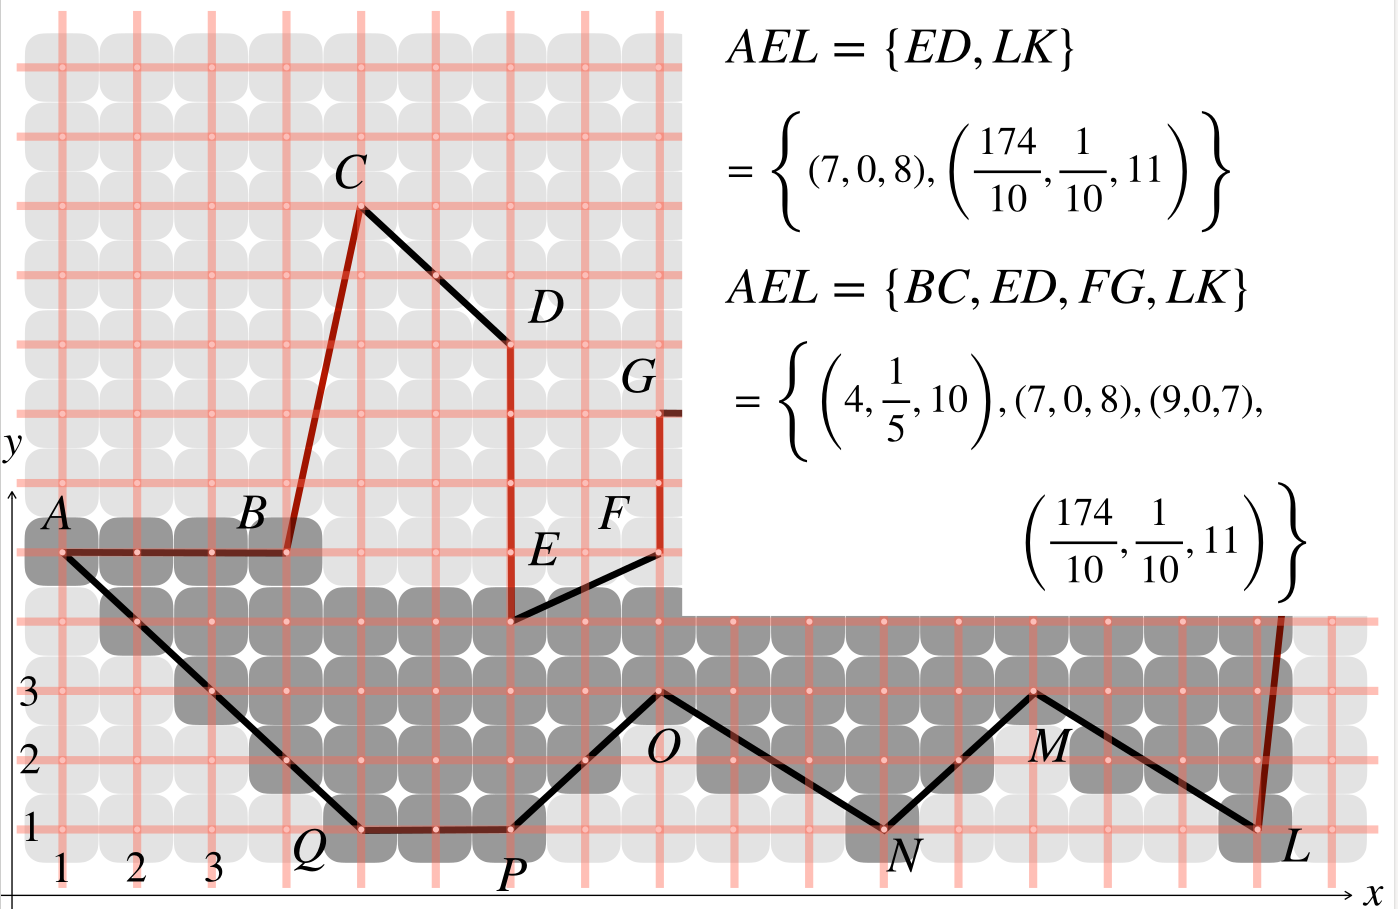 AEL = {ED, LK}
= { (7, 0, 8), (174/10, 1/10, 11) }
AEL = {BC, ED, FG, LK}
= { (4, 1/5, 10), (7, 0, 8), (9,0,7),
(174/10, 1/10, 11) }
C
D
G
y
A
B
F
E
3
O
M
2
1
Q
N
L
1
2
3
P
x